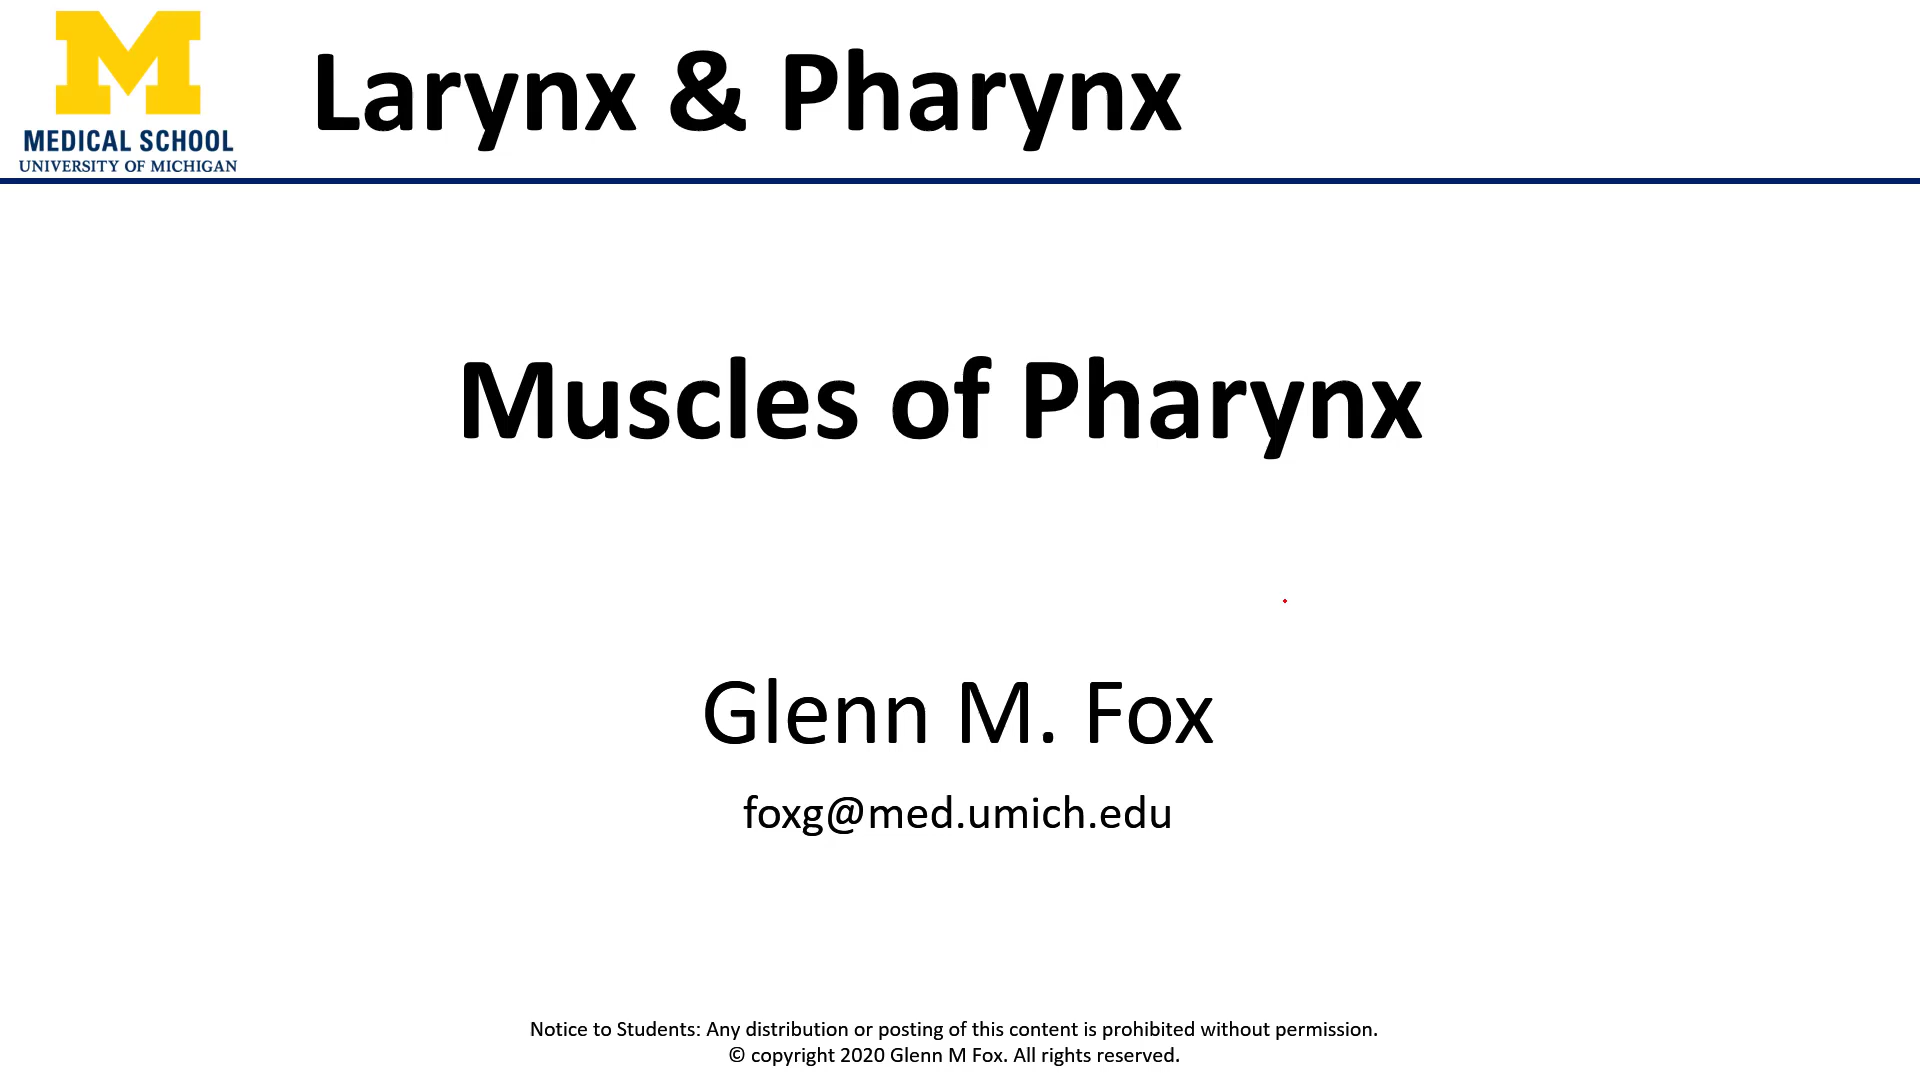 MEDICAL SCHOOL
UNIVERSITY OF MICHIGAN
Larynx & Pharynx
Muscles of Pharynx
Glenn M. Fox
foxg@med.umich.edu
Notice to Students: Any distribution or posting of this content is prohibited without permission.
© copyright 2020 Glenn M Fox. All rights reserved.